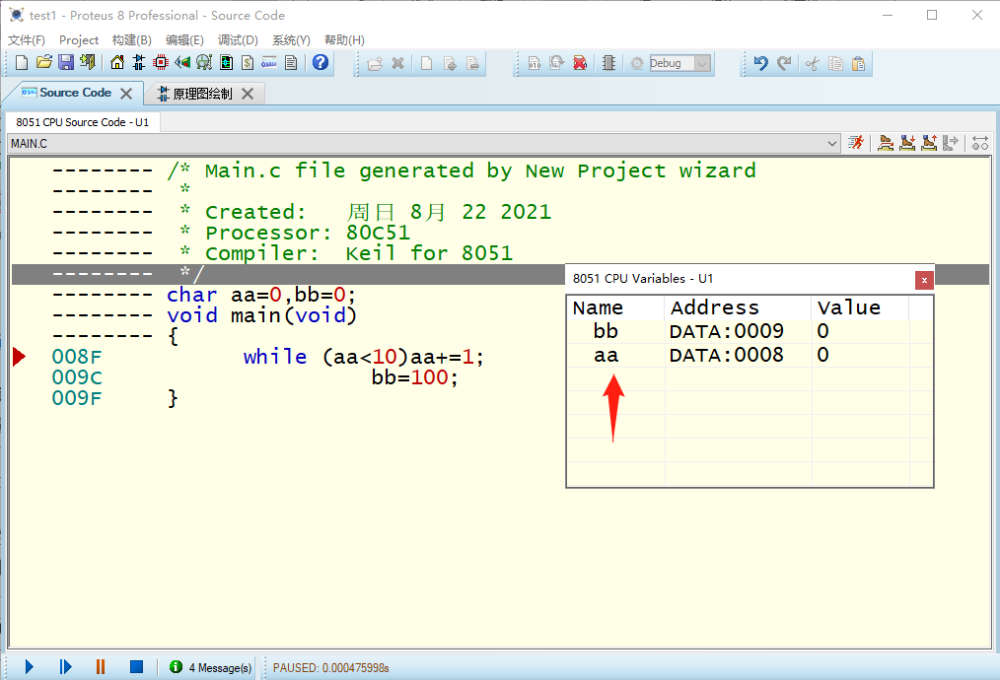 test1 - Proteus 8 Professional - Source Code
文件(F) Project 构建(B) 编辑(E) 调试(D) 系统(Y) 帮助(H)
Debug
Source Code 原理图绘制
8051 CPU Source Code - U1
MAIN.C
-------- /* Main.c file generated by New Project wizard
-------- *
-------- * Created: 周日 8月 22 2021
-------- * Processor: 80C51
-------- * Compiler: Keil for 8051
-------- */
-------- char aa=0,bb=0;
-------- void main(void)
-------- {
008F while (aa<10)aa+=1;
009C bb=100;
009F }
8051 CPU Variables - U1
Name Address Value
bb DATA:0009 0
aa DATA:0008 0
4 Message(s) PAUSED: 0.000475998s